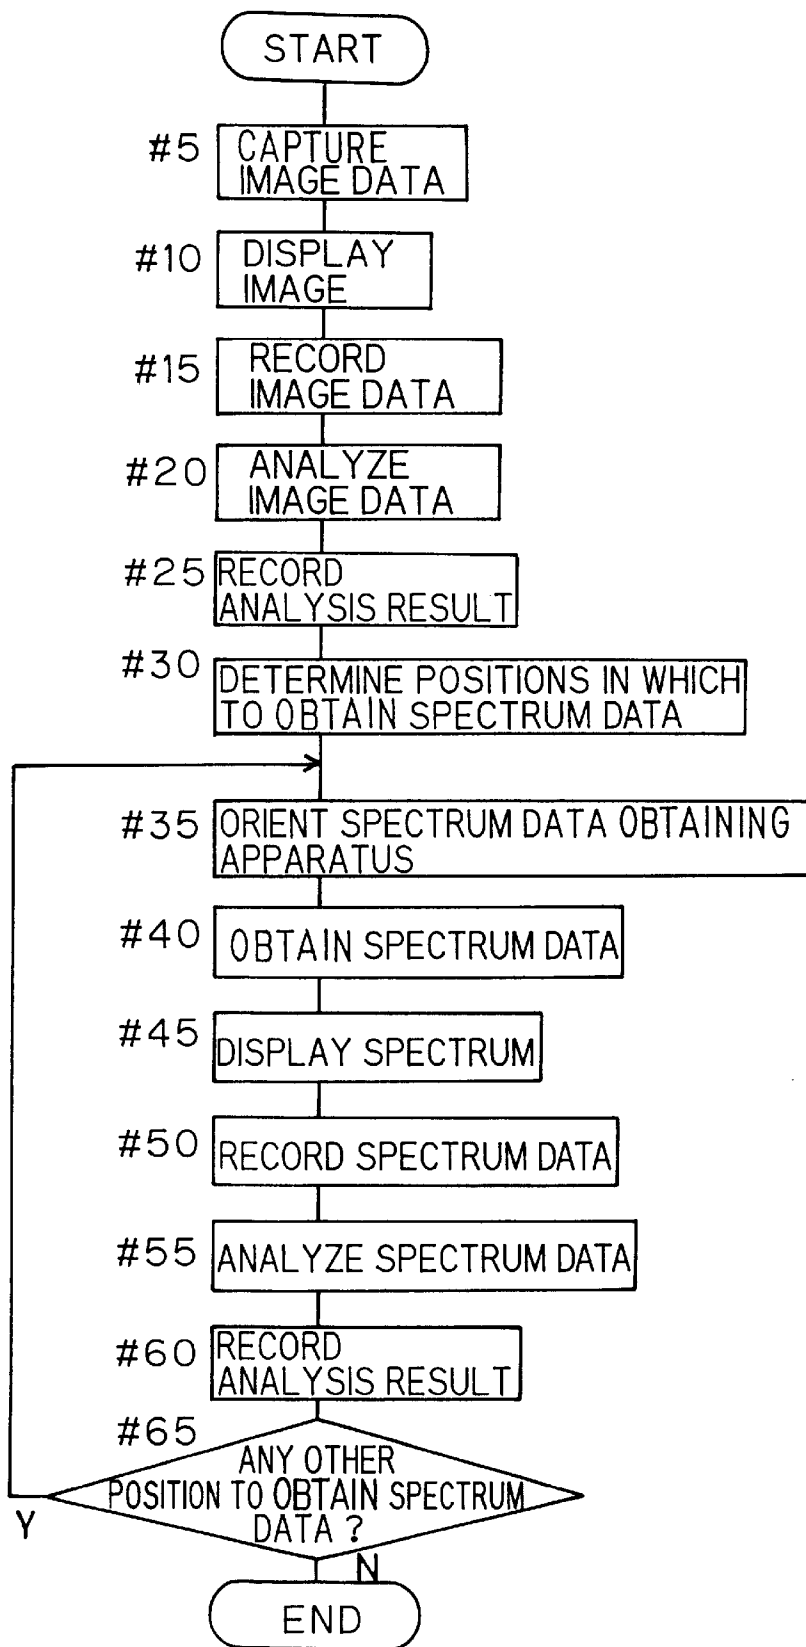 START
#5
CAPTURE
IMAGE DATA
#10
DISPLAY
IMAGE
#15
RECORD
IMAGE DATA
#20
ANALYZE
IMAGE DATA
#25
RECORD
ANALYSIS RESULT
#30
DETERMINE POSITIONS IN WHICH
TO OBTAIN SPECTRUM DATA
#35
ORIENT SPECTRUM DATA OBTAINING
APPARATUS
#40
OBTAIN SPECTRUM DATA
#45
DISPLAY SPECTRUM
#50
RECORD SPECTRUM DATA
#55
ANALYZE SPECTRUM DATA
#60
RECORD
ANALYSIS RESULT
#65
ANY OTHER
POSITION TO OBTAIN SPECTRUM
DATA ?
Y
N
END